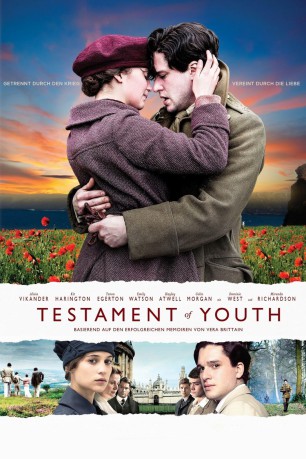 GETRENNT DURCH DEN KRIEG
VEREINT DURCH DIE LIEBE
Alicia VIKANDER Kit HARINGTON Taron EGERTON Emily WATSON Hayley ATWELL Colin MORGAN Dominic WEST Miranda RICHARDSON
TESTAMENT of YOUTH
BASIEREND AUF DEN ERFOLGREICHEN MEMOIREN VON VERA BRITTAIN